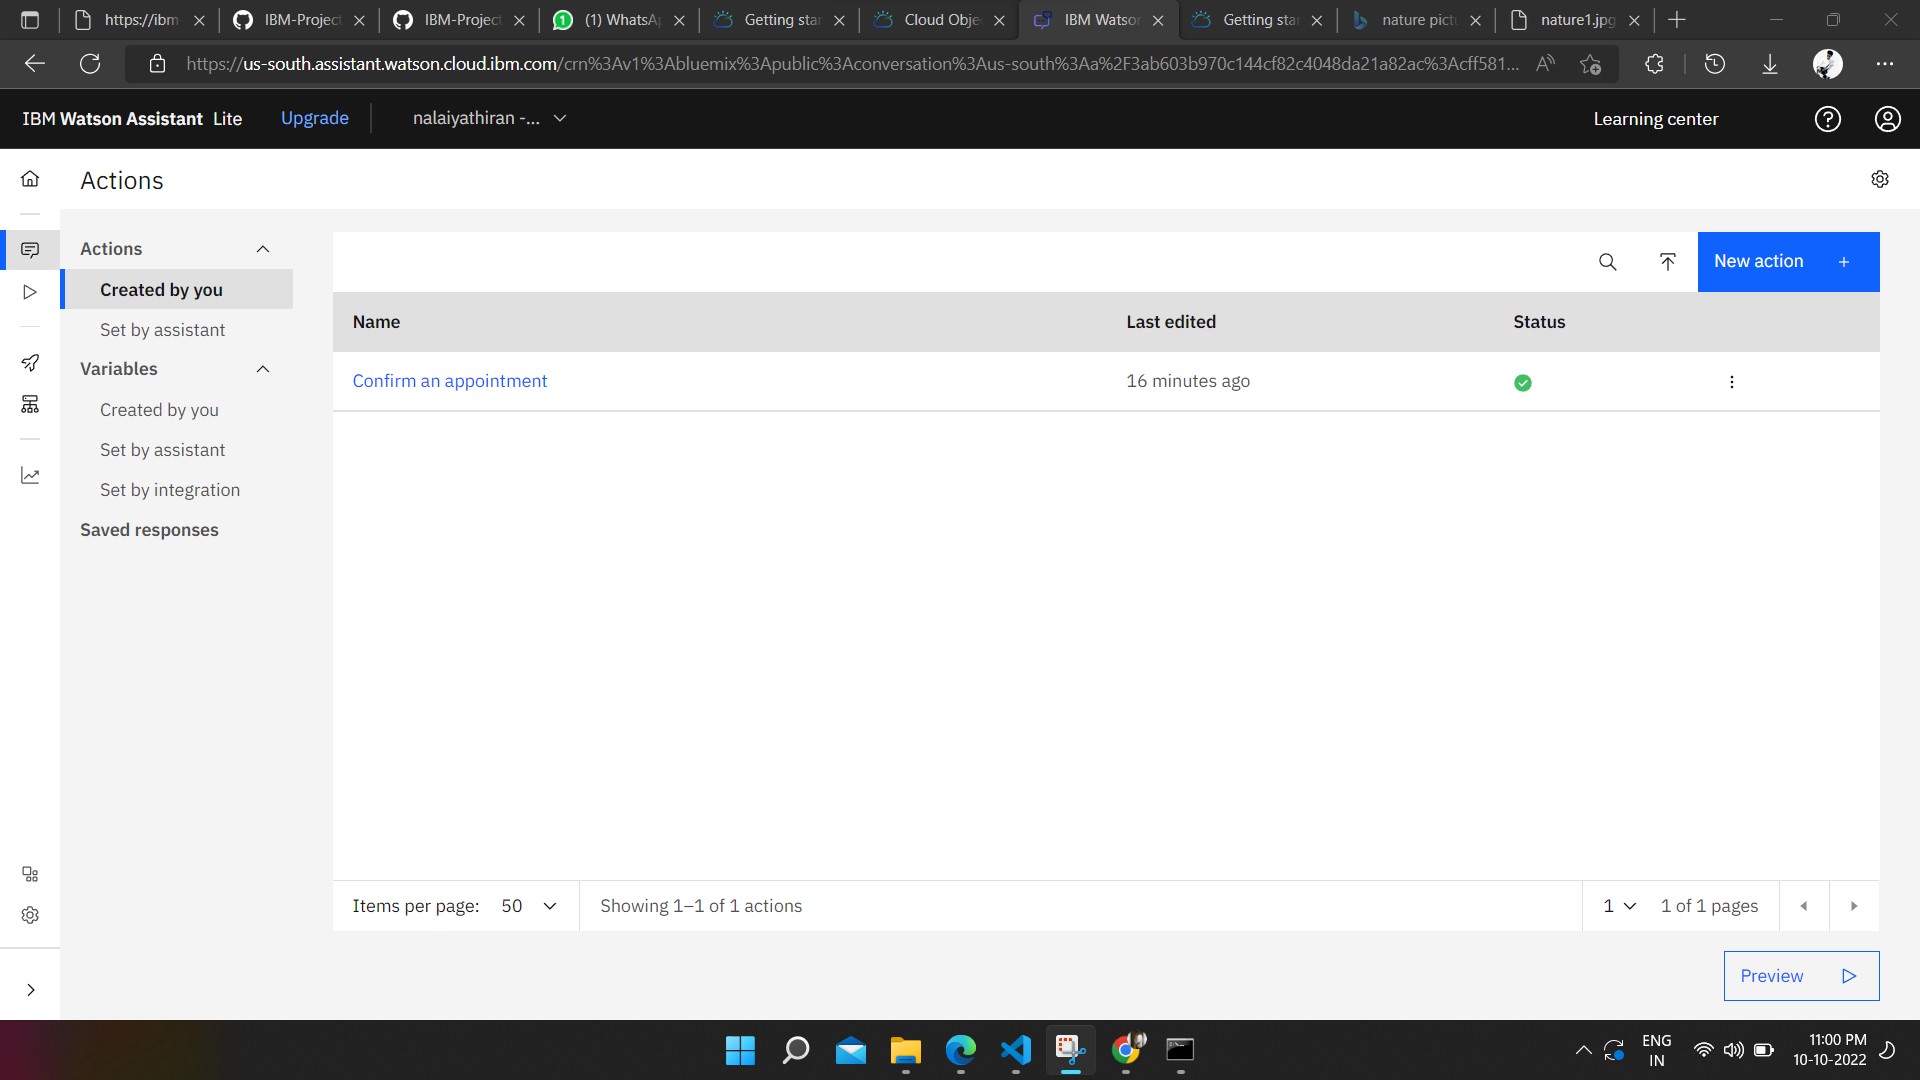 https://ibm
IBM-Project
IBM-Project
(1) WhatsAp
Getting star
Cloud Obje
IBM Watson
Getting star
nature pictu
nature1.jpg
https://us-south.assistant.watson.cloud.ibm.com/crn%3Av1%3Abluemix%3Apublic%3Aconversation%3Aus-south%3Aa%2F3ab603b970c144cf82c4048da21a82ac%3Acff581...
IBM Watson Assistant Lite
Upgrade
nalaiyathiran -...
Learning center
Actions
Actions
Created by you
Set by assistant
Variables
Created by you
Set by assistant
Set by integration
Saved responses
New action +
Name Last edited Status
Confirm an appointment 16 minutes ago
Items per page: 50 Showing 1–1 of 1 actions 1 1 of 1 pages
Preview
ENG
IN
11:00 PM
10-10-2022